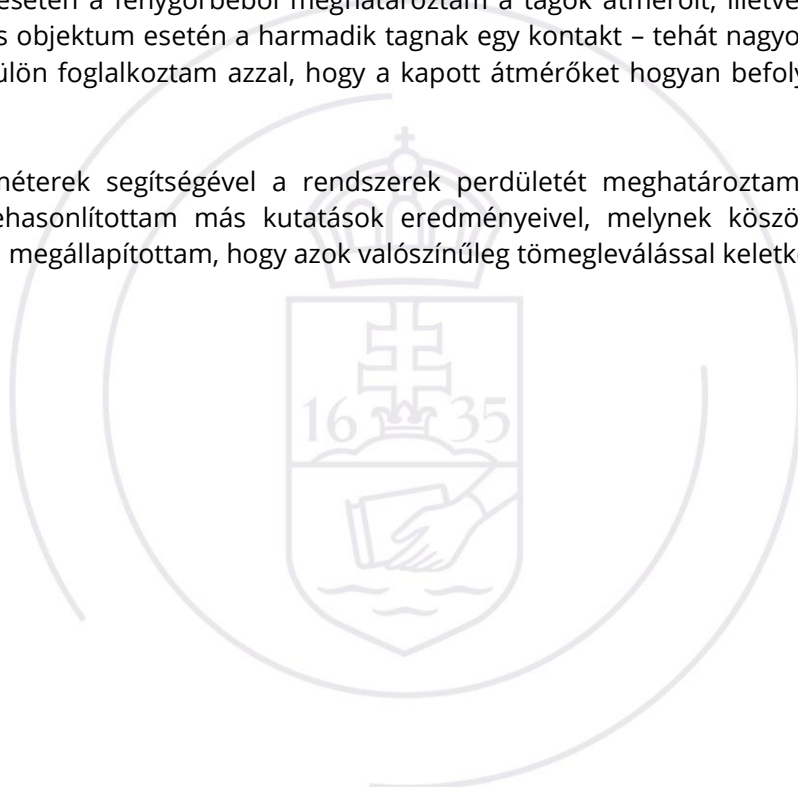 esetén a fénygörbéből meghatároztam a tagok átmérőit, illetve
s objektum esetén a harmadik tagnak egy kontakt – tehát nagyo
ülön foglalkoztam azzal, hogy a kapott átmérőket hogyan befoly
méterek segítségével a rendszerek perdületét meghatároztam
ehasonlítottam más kutatások eredményeivel, melynek köszö
megállapítottam, hogy azok valószínűleg tömegleválással keletk
16 35